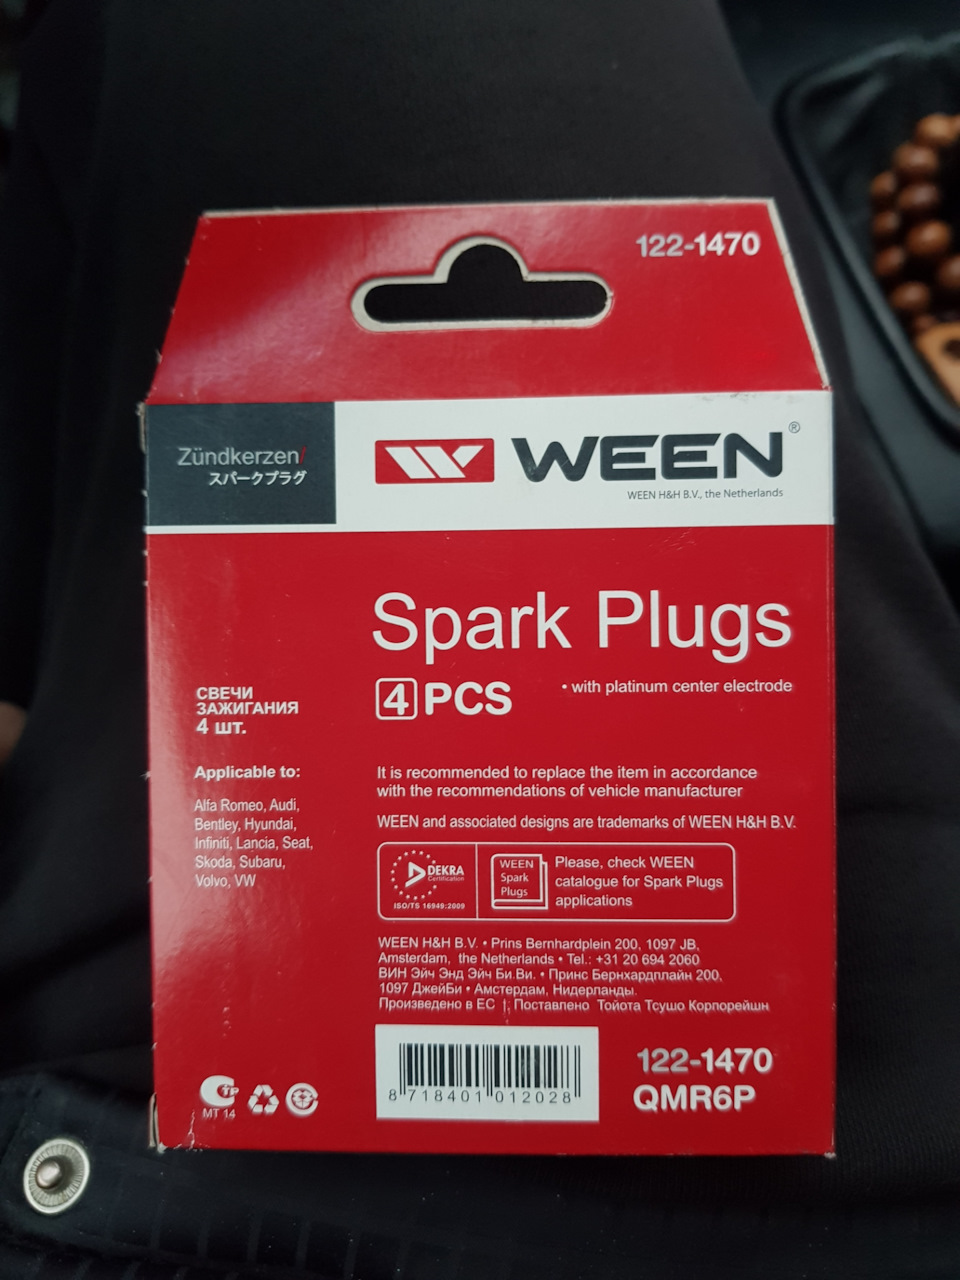 122-1470
Zündkerzen/
スパークプラグ
WEEN®
WEEN H&H B.V., the Netherlands
Spark Plugs
4 PCS
• with platinum center electrode
СВЕЧИ
ЗАЖИГАНИЯ
4 шт.
Applicable to:
Alfa Romeo, Audi,
Bentley, Hyundai,
Infiniti, Lancia, Seat,
Skoda, Subaru,
Volvo, VW
It is recommended to replace the item in accordance
with the recommendations of vehicle manufacturer
WEEN and associated designs are trademarks of WEEN H&H B.V.
DEKRA
Certification
ISO/TS 16949:2009
WEEN
Spark
Plugs
Please, check WEEN
catalogue for Spark Plugs
applications
WEEN H&H B.V. • Prins Bernhardplein 200, 1097 JB,
Amsterdam, the Netherlands • Tel.: +31 20 694 2060
ВИН Эйч Энд Эйч Би.Ви. • Принс Бернхардплайн 200,
1097 ДжейБи • Амстердам, Нидерланды.
Произведено в ЕС | Поставлено Тойота Тсушо Корпорейшн
8 718401 012028
122-1470
QMR6P
МТ 14